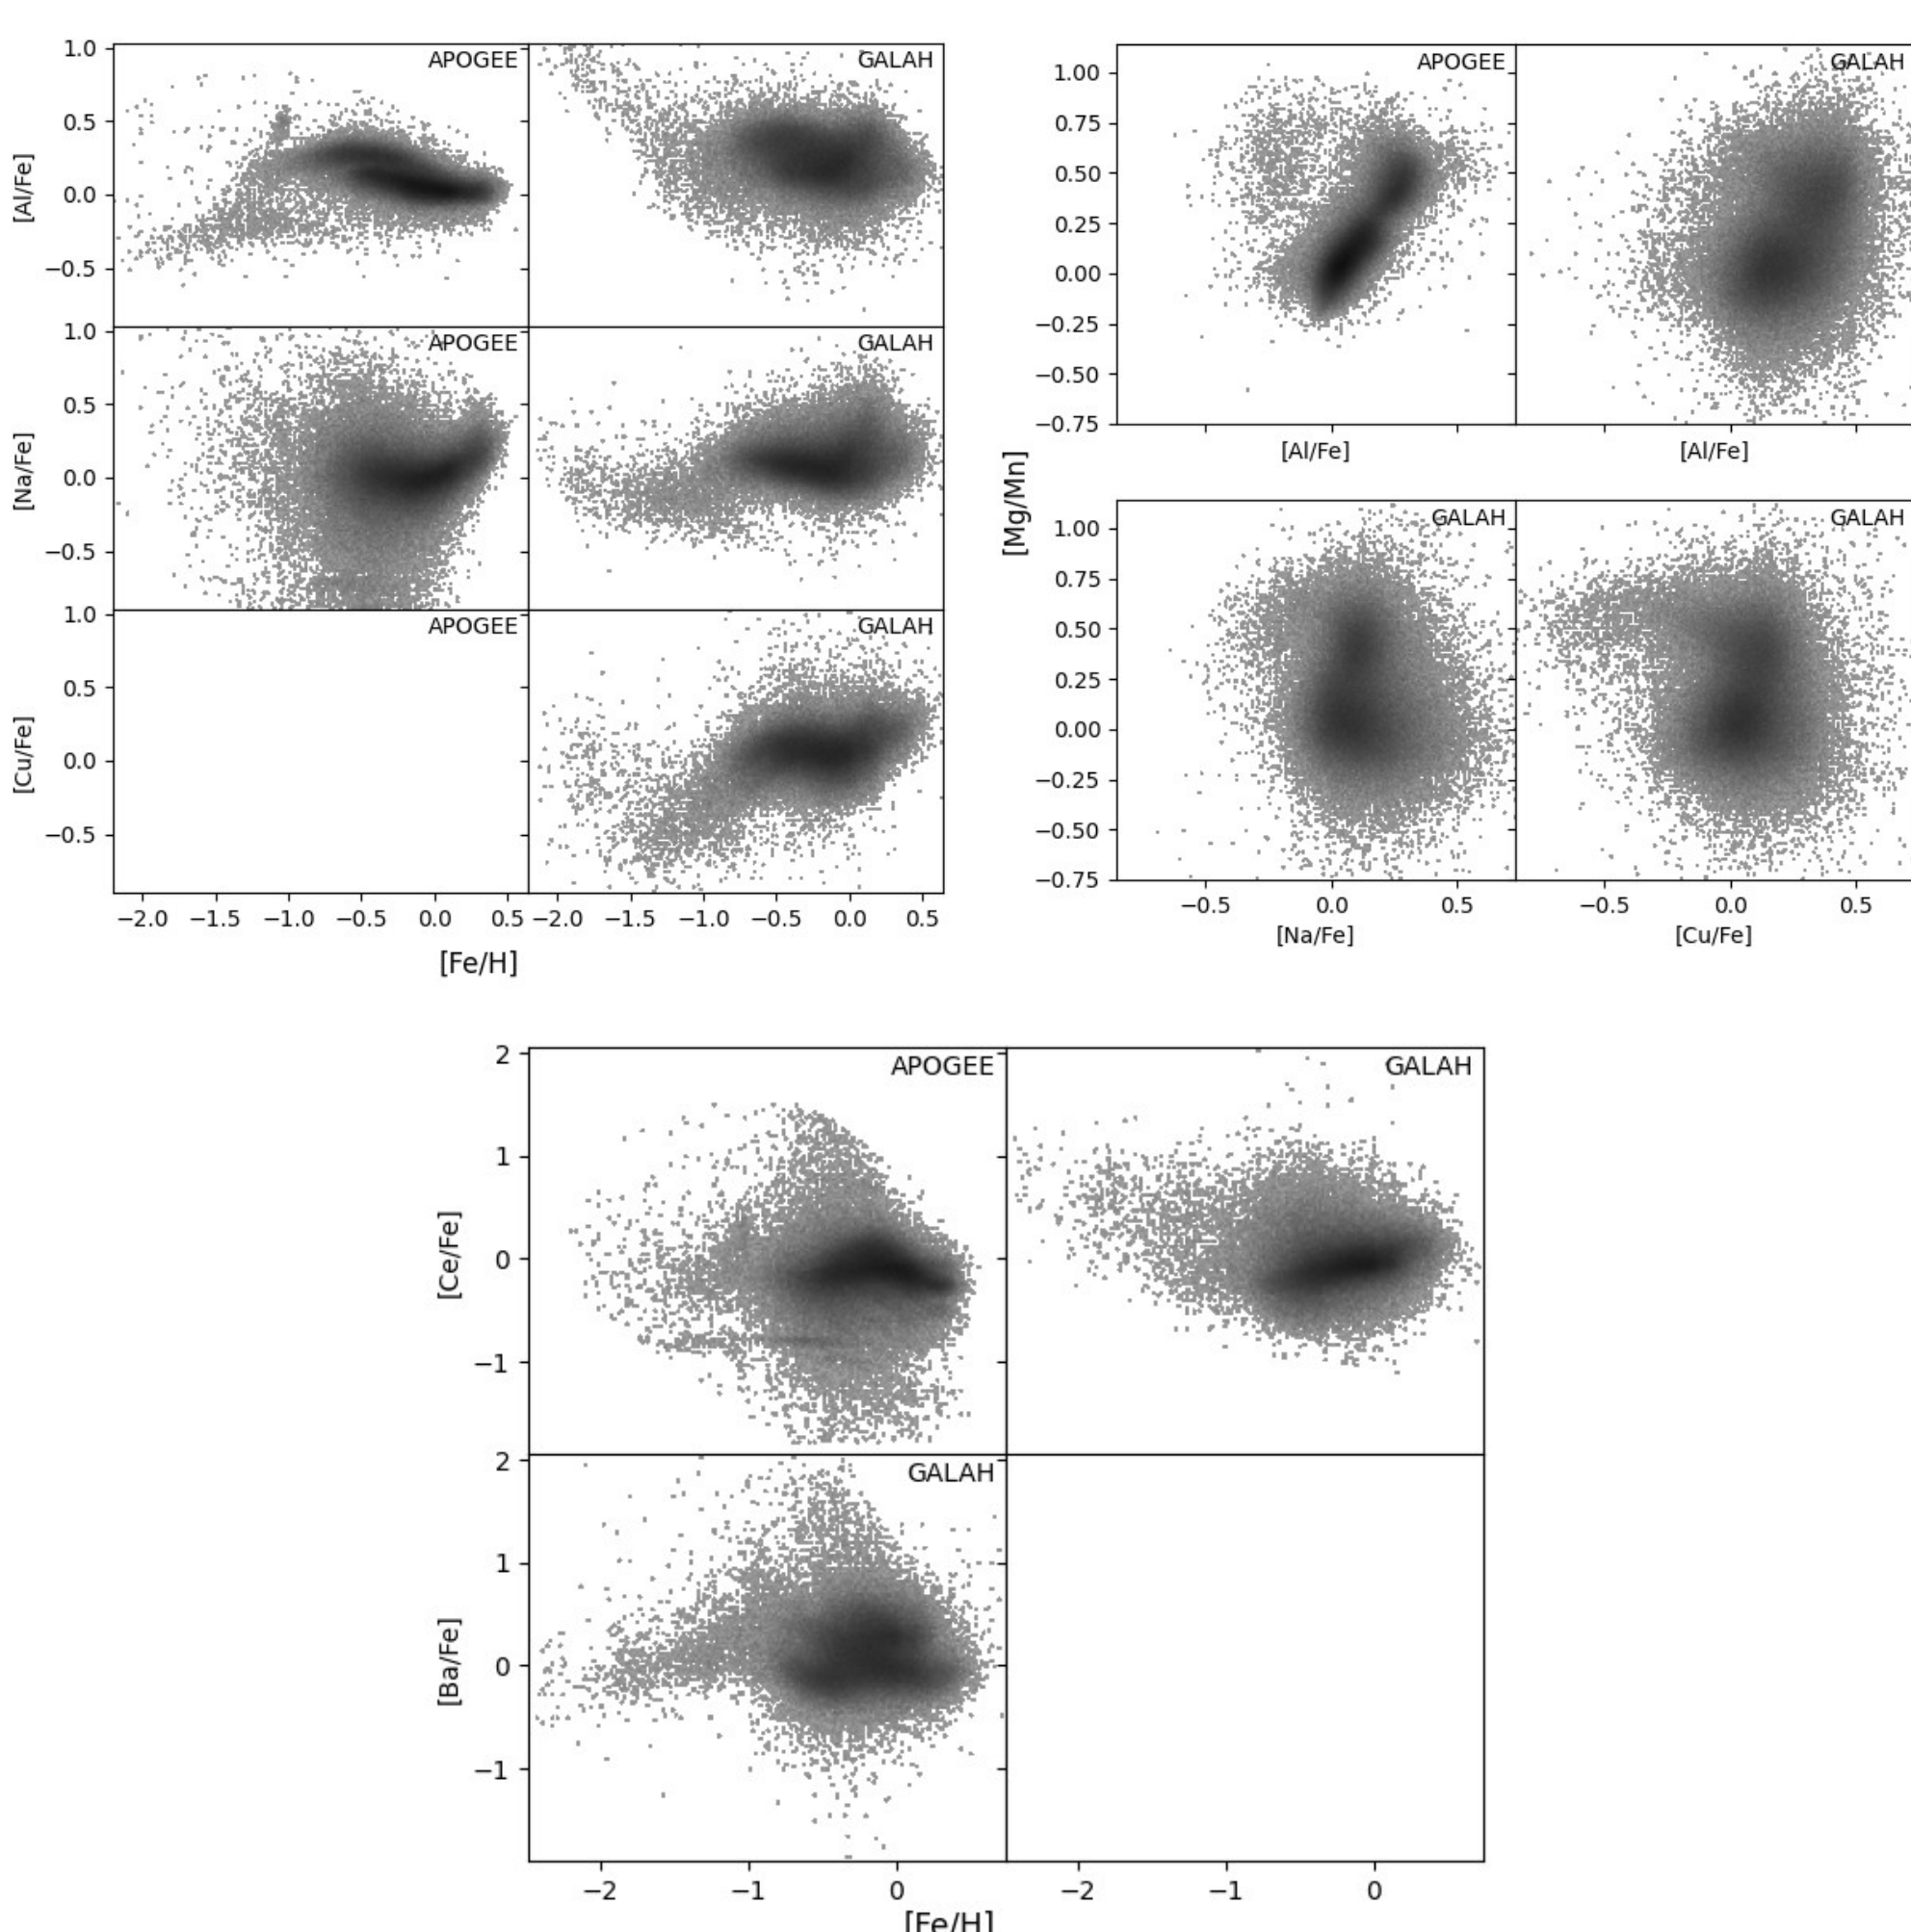 APOGEE
GALAH
1.0
0.5
0.0
−0.5
[Al/Fe]
APOGEE
GALAH
1.0
0.5
0.0
−0.5
[Na/Fe]
APOGEE
GALAH
1.0
0.5
0.0
−0.5
[Cu/Fe]
−2.0 −1.5 −1.0 −0.5 0.0 0.5 −2.0 −1.5 −1.0 −0.5 0.0 0.5
[Fe/H]
APOGEE
GALAH
1.00
0.75
0.50
0.25
0.00
−0.25
−0.50
−0.75
[Al/Fe] [Al/Fe]
[Mg/Mn]
GALAH
GALAH
1.00
0.75
0.50
0.25
0.00
−0.25
−0.50
−0.75
−0.5 0.0 0.5 −0.5 0.0 0.5
[Na/Fe] [Cu/Fe]
APOGEE
GALAH
2
1
0
−1
[Ce/Fe]
GALAH
2
1
0
−1
[Ba/Fe]
−2 −1 0 −2 −1 0
[Fe/H]